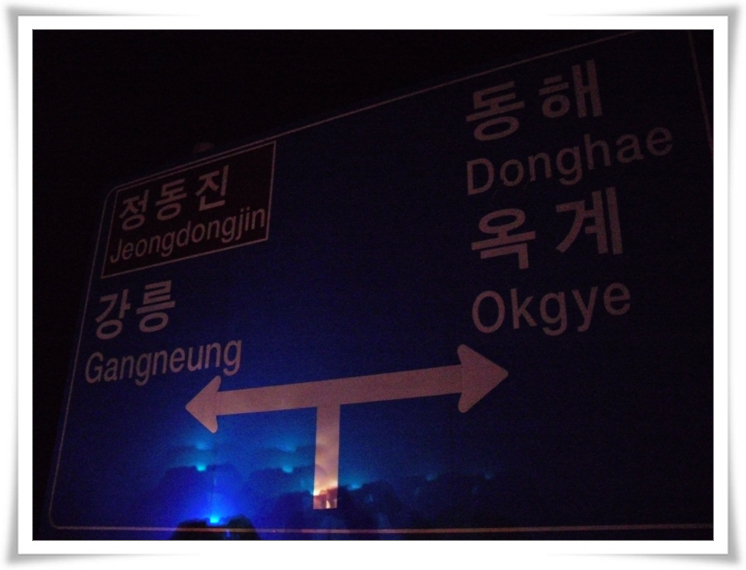 정동진
Jeongdongjin
강릉
Gangneung
동해
Donghae
옥계
Okgye